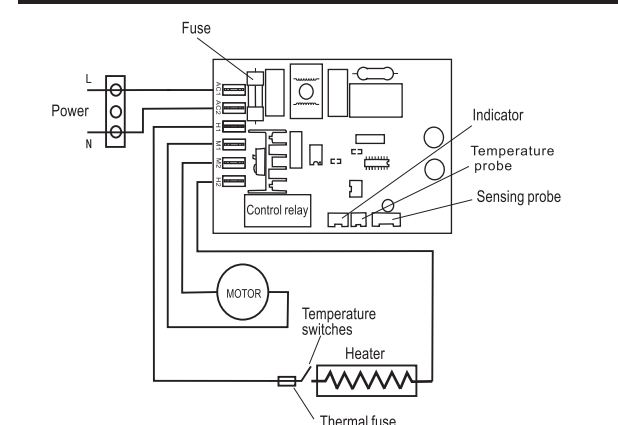 Fuse
L
Power
N
AC1
AC2
H1
M1
M2
H2
Control relay
Indicator
Temperature
probe
Sensing probe
MOTOR
Temperature
switches
Heater
Thermal fuse